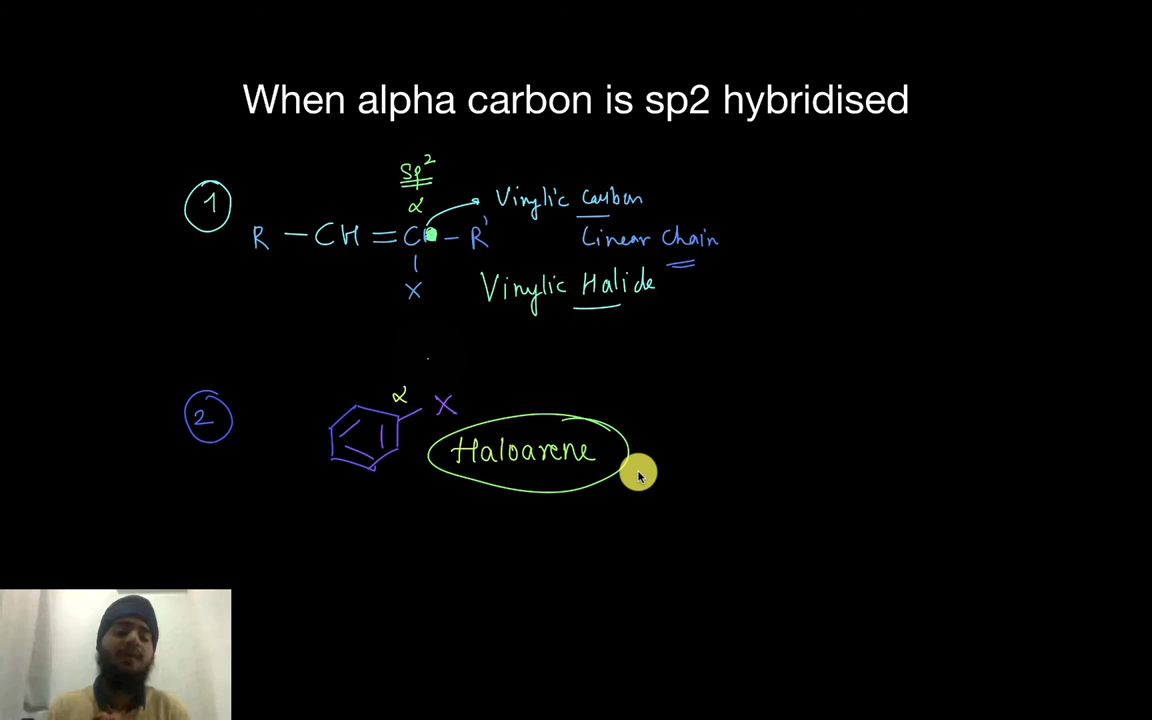 When alpha carbon is sp2 hybridised
1
Sp²
α
Vinylic Carbon
R — CH = C — R'
Linear Chain
X
Vinylic Halide
2
α
X
Haloarene